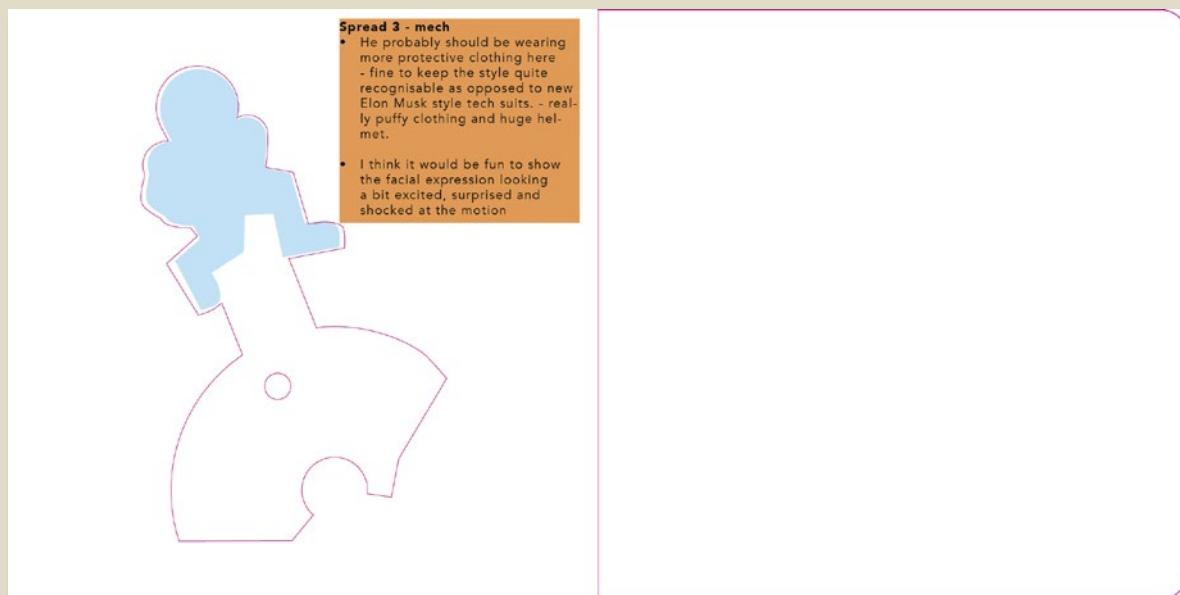 Spread 3 - mech
• He probably should be wearing
more protective clothing here
- fine to keep the style quite
recognisable as opposed to new
Elon Musk style tech suits. - real-
ly puffy clothing and huge hel-
met.
• I think it would be fun to show
the facial expression looking
a bit excited, surprised and
shocked at the motion